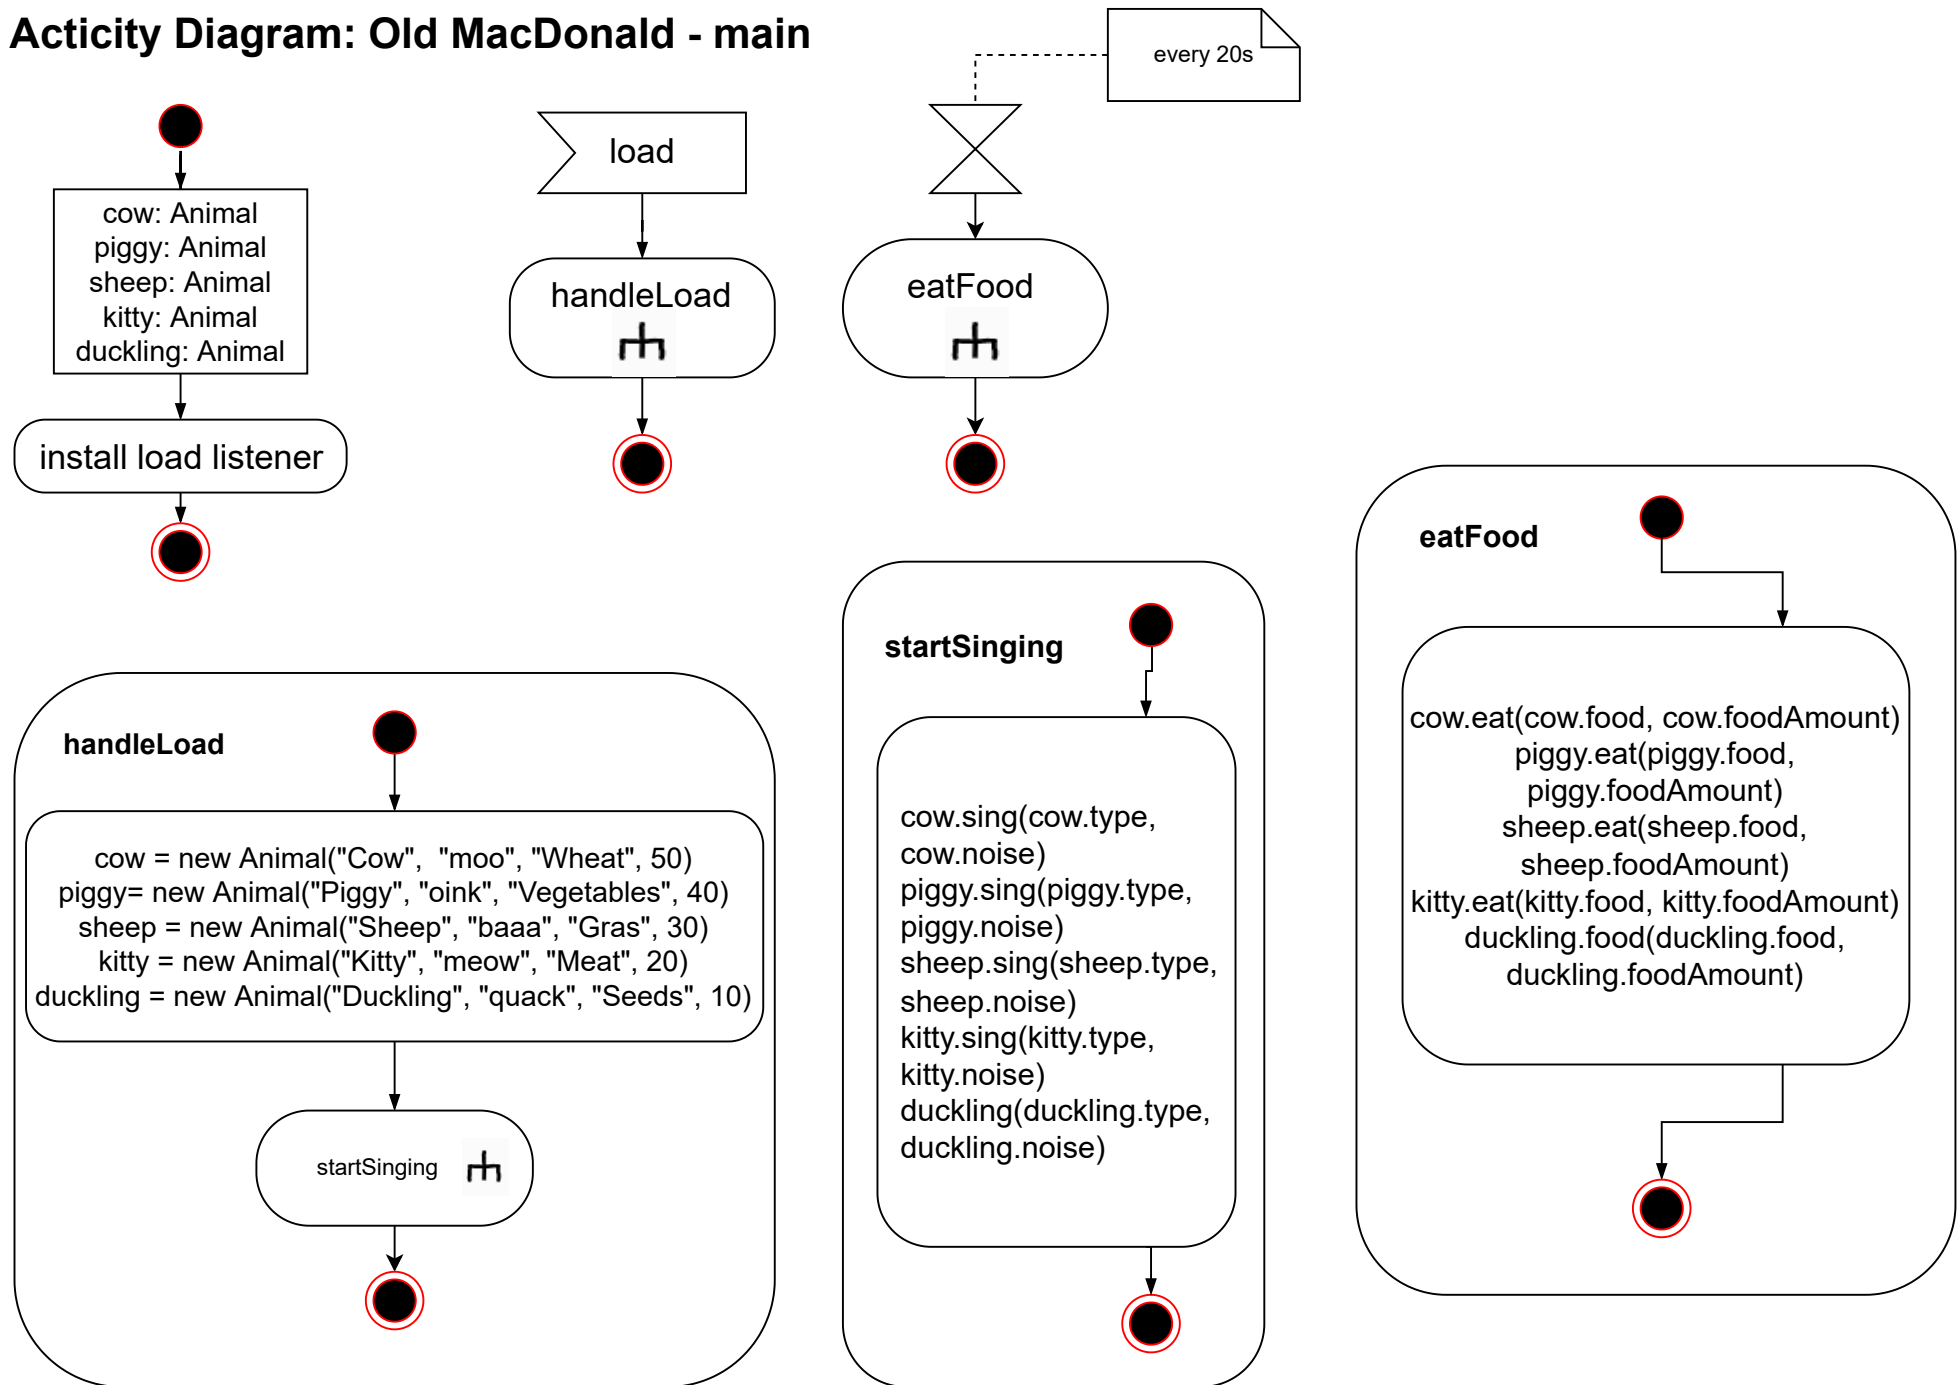 Acticity Diagram: Old MacDonald - main
every 20s
cow: Animal
piggy: Animal
sheep: Animal
kitty: Animal
duckling: Animal
install load listener
load
handleLoad
eatFood
handleLoad
cow = new Animal("Cow",  "moo", "Wheat", 50)
piggy= new Animal("Piggy", "oink", "Vegetables", 40)
sheep = new Animal("Sheep", "baaa", "Gras", 30)
kitty = new Animal("Kitty", "meow", "Meat", 20)
duckling = new Animal("Duckling", "quack", "Seeds", 10)
startSinging
startSinging
cow.sing(cow.type,
cow.noise)
piggy.sing(piggy.type,
piggy.noise)
sheep.sing(sheep.type,
sheep.noise)
kitty.sing(kitty.type,
kitty.noise)
duckling(duckling.type,
duckling.noise)
eatFood
cow.eat(cow.food, cow.foodAmount)
piggy.eat(piggy.food,
piggy.foodAmount)
sheep.eat(sheep.food,
sheep.foodAmount)
kitty.eat(kitty.food, kitty.foodAmount)
duckling.food(duckling.food,
duckling.foodAmount)